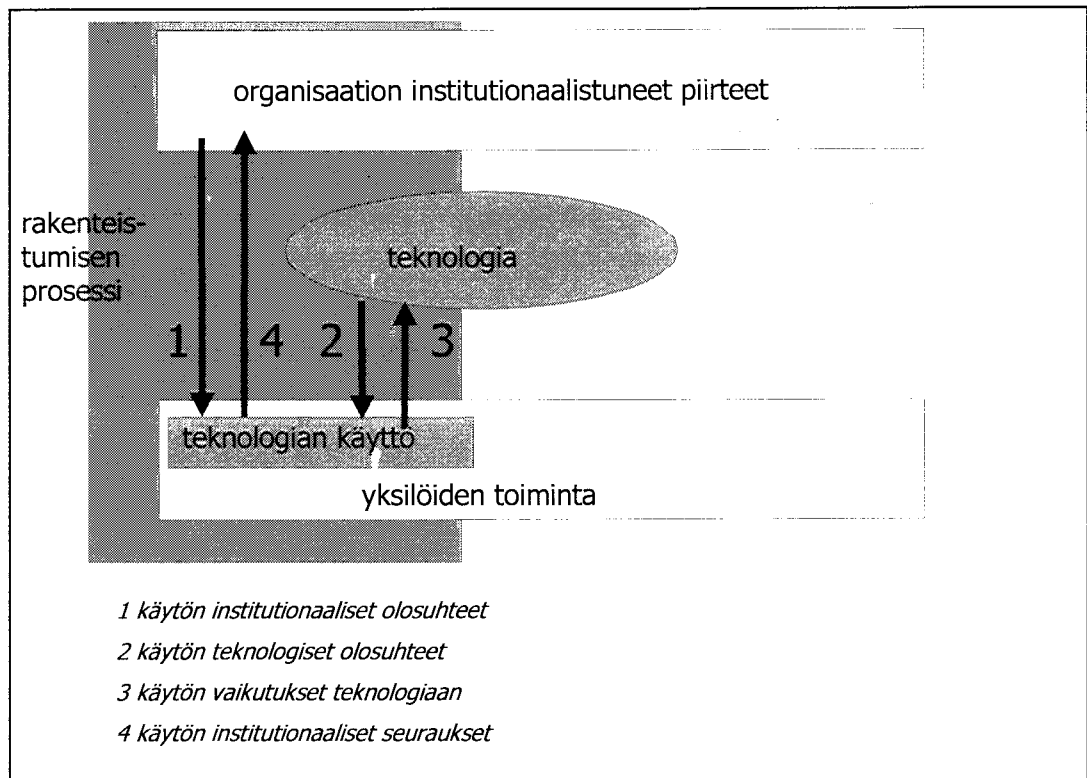 organisaation institutionaalistuneet piirteet
rakenteis-
tumisen
prosessi
teknologia
1 4 2 3
teknologian käyttö
yksilöiden toiminta
1 käytön institutionaaliset olosuhteet
2 käytön teknologiset olosuhteet
3 käytön vaikutukset teknologiaan
4 käytön institutionaaliset seuraukset